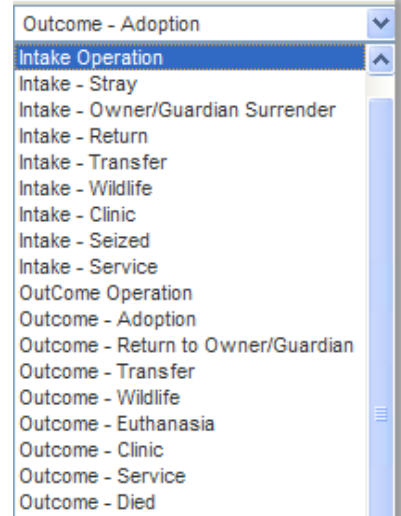 Outcome - Adoption
Intake Operation
Intake - Stray
Intake - Owner/Guardian Surrender
Intake - Return
Intake - Transfer
Intake - Wildlife
Intake - Clinic
Intake - Seized
Intake - Service
OutCome Operation
Outcome - Adoption
Outcome - Return to Owner/Guardian
Outcome - Transfer
Outcome - Wildlife
Outcome - Euthanasia
Outcome - Clinic
Outcome - Service
Outcome - Died